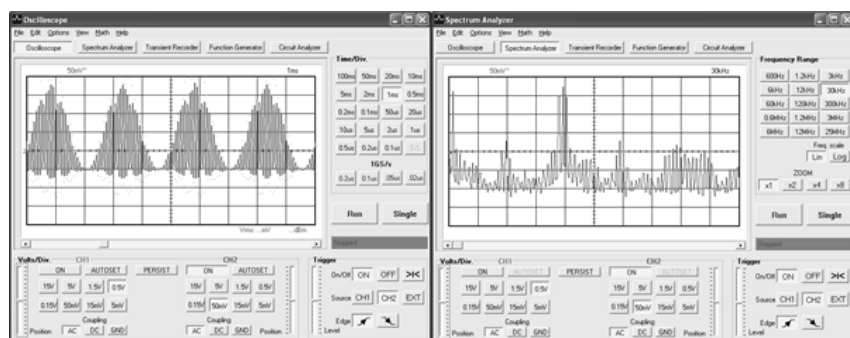 Oscilloscope
File Edit Options View Math Help
Oscilloscope Spectrum Analyzer Transient Recorder Function Generator Circuit Analyzer
50mV~ 1ms
Time/Div.
100ms 50ms 20ms 10ms
5ms 2ms 1ms 0.5ms
0.2ms 0.1ms 50us 20us
10us 5us 2us 1us
0.5us 0.2us 0.1us
1GS/s
0.2us 0.1us .05us .02us
Run Single
Vrms: ...mV ...dBm
Stopped
Volts/Div. CH1 CH2
ON AUTOSET PERSIST ON AUTOSET
15V 5V 1.5V 0.5V 15V 5V 1.5V 0.5V
0.15V 50mV 15mV 5mV 0.15V 50mV 15mV 5mV
Coupling Coupling
Position AC DC GND AC DC GND Position
Trigger
On/Off ON OFF
Source CH1 CH2 EXT
Edge
Level
Spectrum Analyzer
File Edit Options View Math Help
Oscilloscope Spectrum Analyzer Transient Recorder Function Generator Circuit Analyzer
50mV~ 30kHz
Frequency Range
600Hz 1.2kHz 3kHz
6kHz 12kHz 30kHz
60kHz 120kHz 300kHz
0.6MHz 1.2MHz 3MHz
6MHz 12MHz 25MHz
Freq. scale
Lin Log
ZOOM
x1 x2 x4 x8
Run Single
Stopped
Volts/Div. CH1 CH2
ON AUTOSET PERSIST ON AUTOSET
15V 5V 1.5V 0.5V 15V 5V 1.5V 0.5V
0.15V 50mV 15mV 5mV 0.15V 50mV 15mV 5mV
Coupling Coupling
Position AC DC GND AC DC GND Position
Trigger
On/Off ON OFF
Source CH1 CH2 EXT
Edge
Level